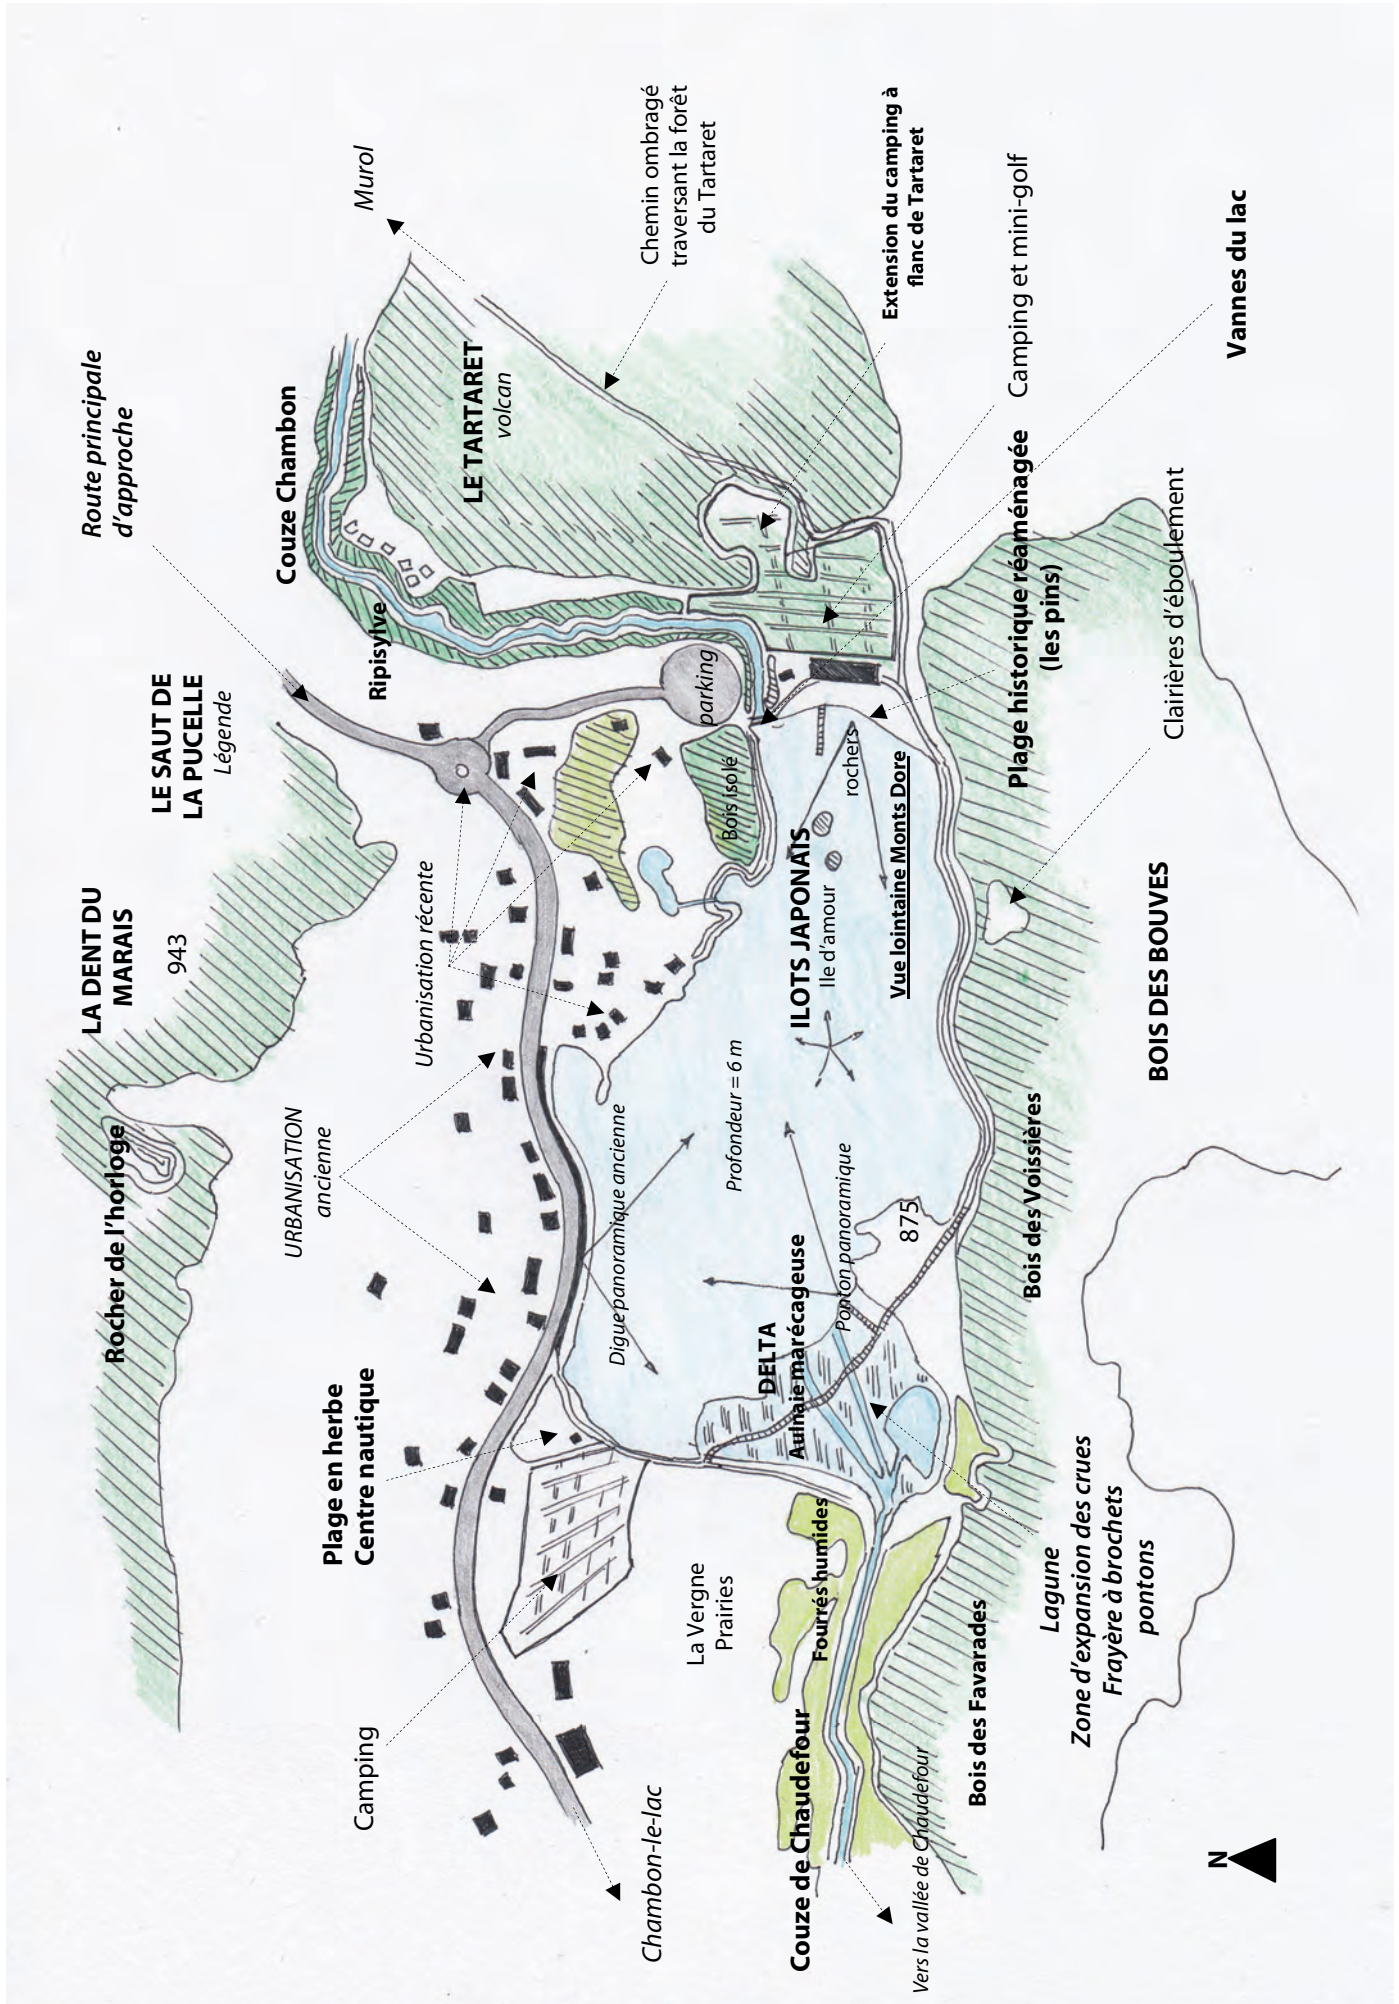 Rocher de l'horloge
LA DENT DU
MARAIS
943
LE SAUT DE
LA PUCELLE
Légende
Route principale
d'approche
Couze Chambon
Murol
Plage en herbe
Centre nautique
URBANISATION
ancienne
Urbanisation récente
Ripisylve
LE TARTARET
volcan
Chemin ombragé
traversant la forêt
du Tartaret
Camping
Chambon-le-lac
La Vergne
Prairies
Digue panoramique ancienne
Profondeur = 6 m
Bois isolé
parking
DELTA
Aulnaie marécageuse
Ponton panoramique
875
ILOTS JAPONAIS
Ile d'amour
rochers
Vue lointaine Monts Dore
Extension du camping à
flanc de Tartaret
Camping et mini-golf
Couze de Chaudefour
Fourrés humides
Vers la vallée de Chaudefour
Bois des Favarades
Bois des Voissières
Plage historique réaménagée
(les pins)
Lagune
Zone d'expansion des crues
Frayère à brochets
pontons
BOIS DES BOUVES
Clairières d'éboulement
Vannes du lac
N